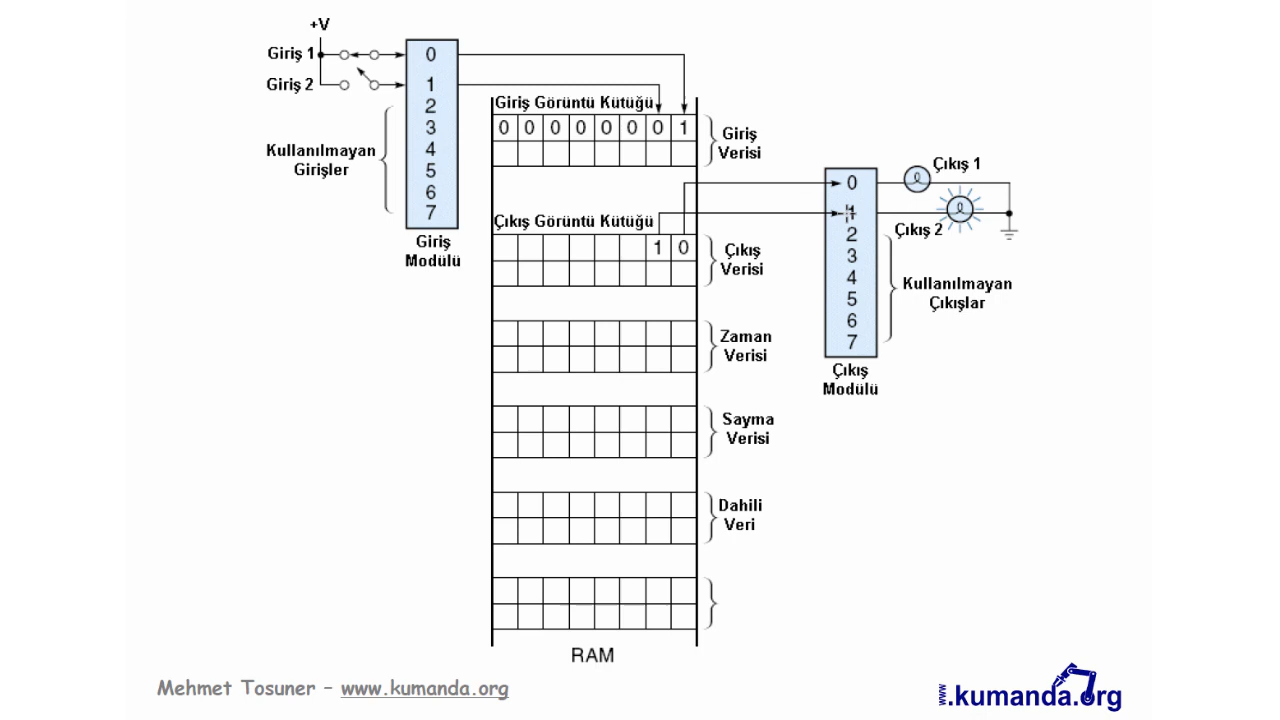 +V
Giriş 1
Giriş 2
0
1
2
3
4
5
6
7
Kullanılmayan
Girişler
Giriş
Modülü
Giriş Görüntü Kütüğü
0 0 0 0 0 0 0 1
Giriş
Verisi
Çıkış Görüntü Kütüğü
1 0
Çıkış
Verisi
Zaman
Verisi
Sayma
Verisi
Dahili
Veri
RAM
0
1
2
3
4
5
6
7
Çıkış 1
Çıkış 2
Kullanılmayan
Çıkışlar
Çıkış
Modülü
Mehmet Tosuner – www.kumanda.org
www.kumanda.org